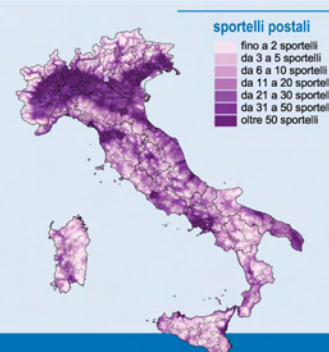 sportelli postali
fino a 2 sportelli
da 3 a 5 sportelli
da 6 a 10 sportelli
da 11 a 20 sportelli
da 21 a 30 sportelli
da 31 a 50 sportelli
oltre 50 sportelli